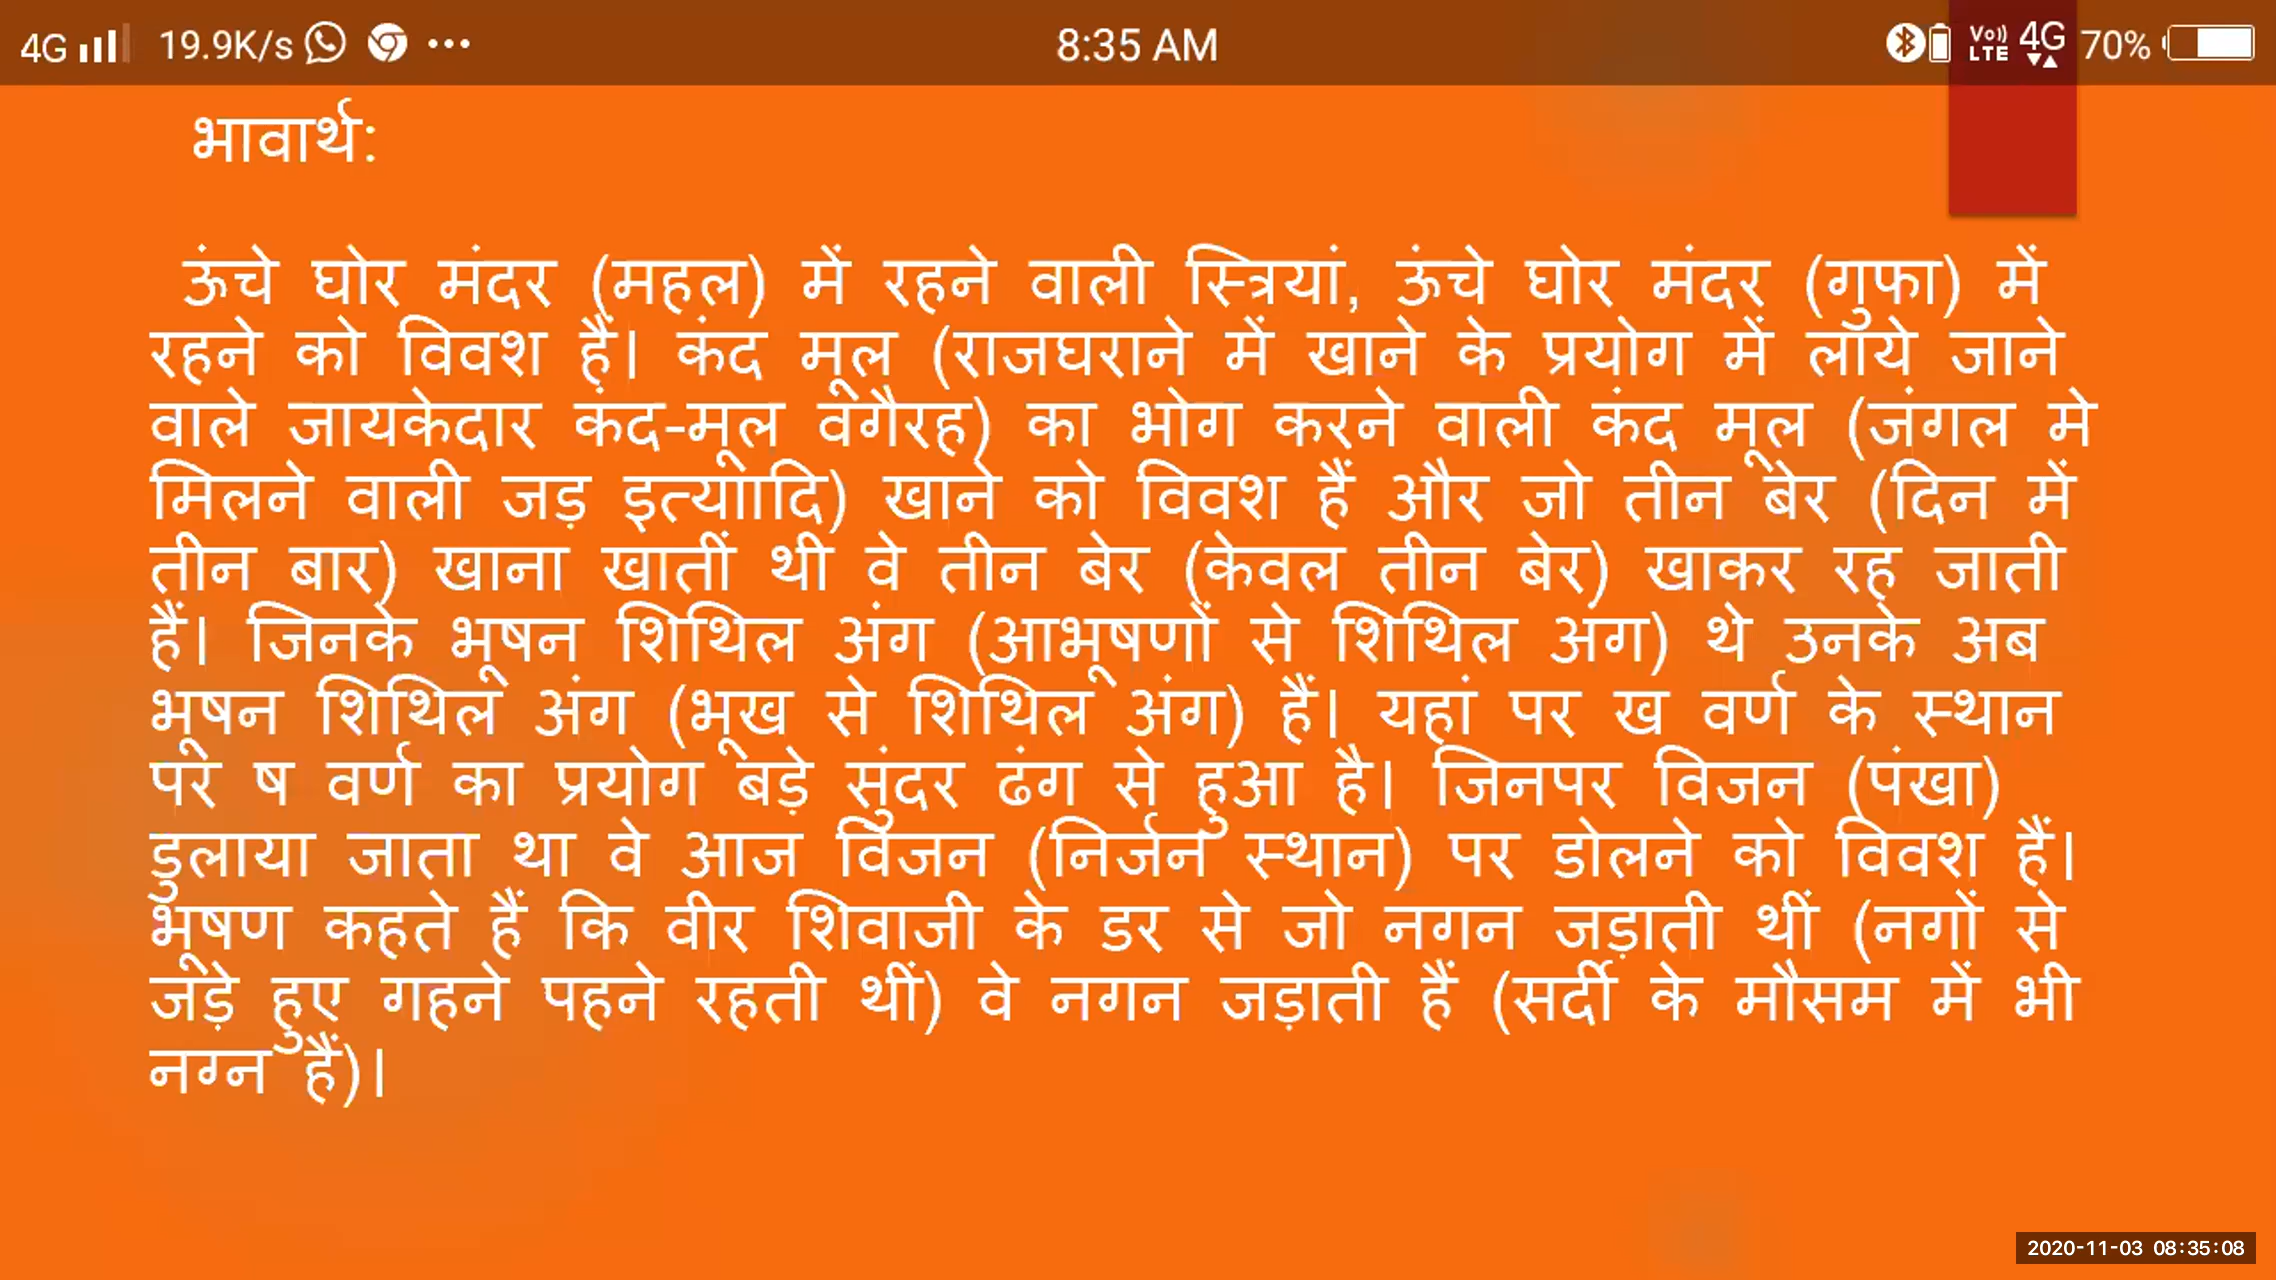 4G 19.9K/s ... 8:35 AM Vo)) LTE 4G 70%
भावार्थ:
ऊंचे घोर मंदर (महल) में रहने वाली स्त्रियां, ऊंचे घोर मंदर (गुफा) में
रहने को विवश हैं। कंद मूल (राजघराने में खाने के प्रयोग में लाये जाने
वाले जायकेदार कंद-मूल वगैरह) का भोग करने वाली कंद मूल (जंगल मे
मिलने वाली जड़ इत्यादि) खाने को विवश हैं और जो तीन बेर (दिन में
तीन बार) खाना खातीं थी वे तीन बेर (केवल तीन बेर) खाकर रह जाती
हैं। जिनके भूषन शिथिल अंग (आभूषणों से शिथिल अंग) थे उनके अब
भूषन शिथिल अंग (भूख से शिथिल अंग) हैं। यहां पर ख वर्ण के स्थान
पर ष वर्ण का प्रयोग बड़े सुंदर ढंग से हुआ है। जिनपर विजन (पंखा)
डुलाया जाता था वे आज विजन (निर्जन स्थान) पर डोलने को विवश हैं।
भूषण कहते हैं कि वीर शिवाजी के डर से जो नगन जड़ाती थीं (नगों से
जड़े हुए गहने पहने रहती थीं) वे नगन जड़ाती हैं (सर्दी के मौसम में भी
नग्न हैं)।
2020-11-03 08:35:08